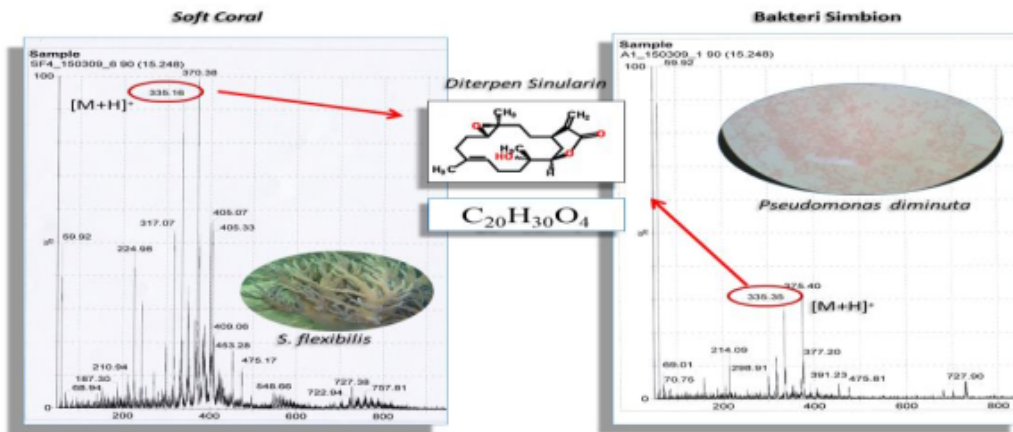 Soft Coral
Sample
SF4_150309_6 90 (15.248)
100
370.38
335.16
[M+H]⁺
317.07
405.07
405.33
59.92
224.98
%
409.06
453.28
S. flexibilis
475.17
210.94
187.30
68.94
548.66
722.94
727.38
757.81
200
400
600
800
Diterpen Sinularin
CH₃
CH₂
O
O
HO
CH₃
O
H₃C
H
C₂₀H₃₀O₄
Bakteri Simbion
Sample
A1_150309_1 90 (15.248)
59.92
100
Pseudomonas diminuta
%
375.40
335.35
[M+H]⁺
214.09
377.20
69.01
298.91
70.76
391.23
475.81
727.90
200
400
600
800